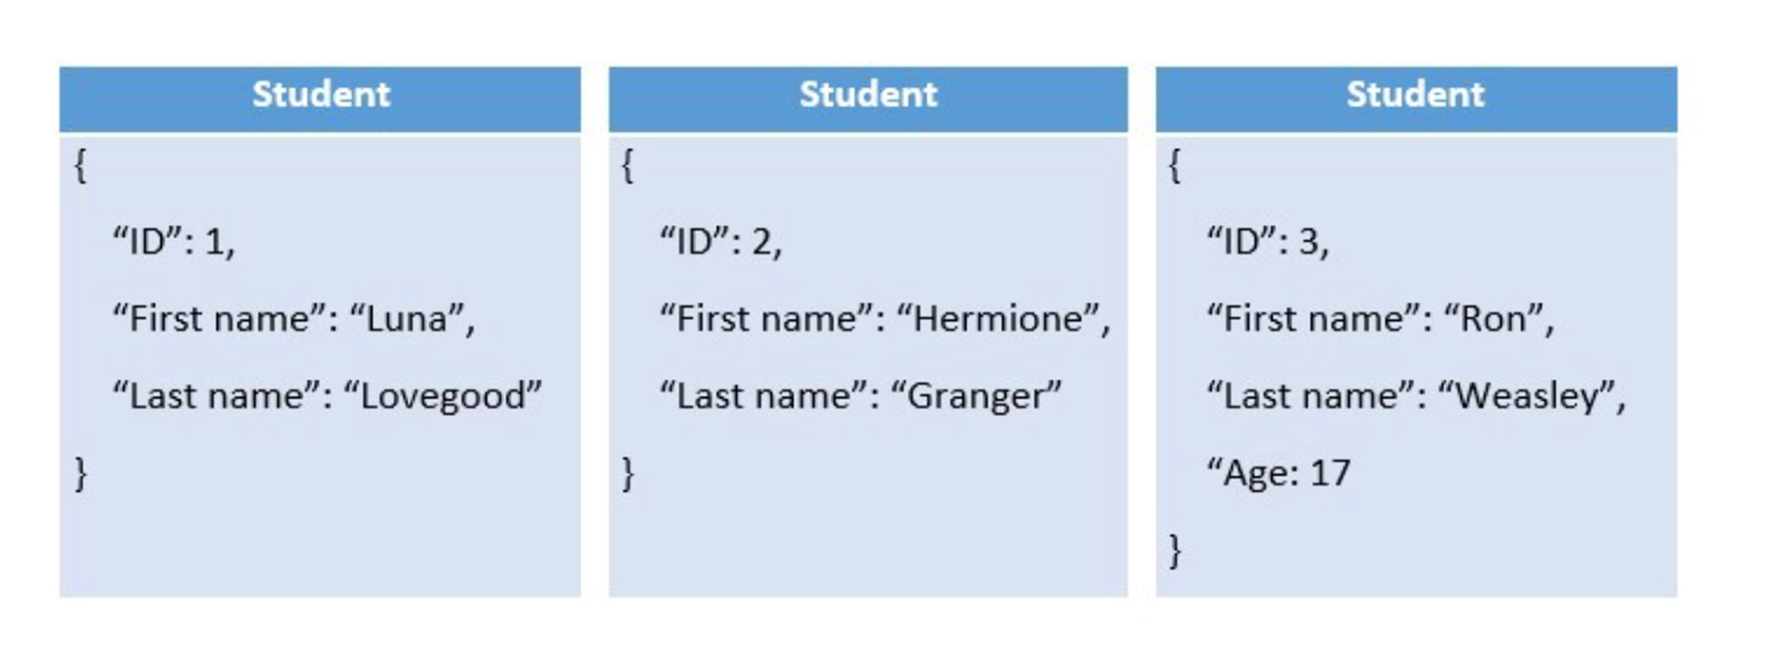 Student
{
“ID”: 1,
“First name”: “Luna”,
“Last name”: “Lovegood”
}
Student
{
“ID”: 2,
“First name”: “Hermione”,
“Last name”: “Granger”
}
Student
{
“ID”: 3,
“First name”: “Ron”,
“Last name”: “Weasley”,
“Age: 17
}